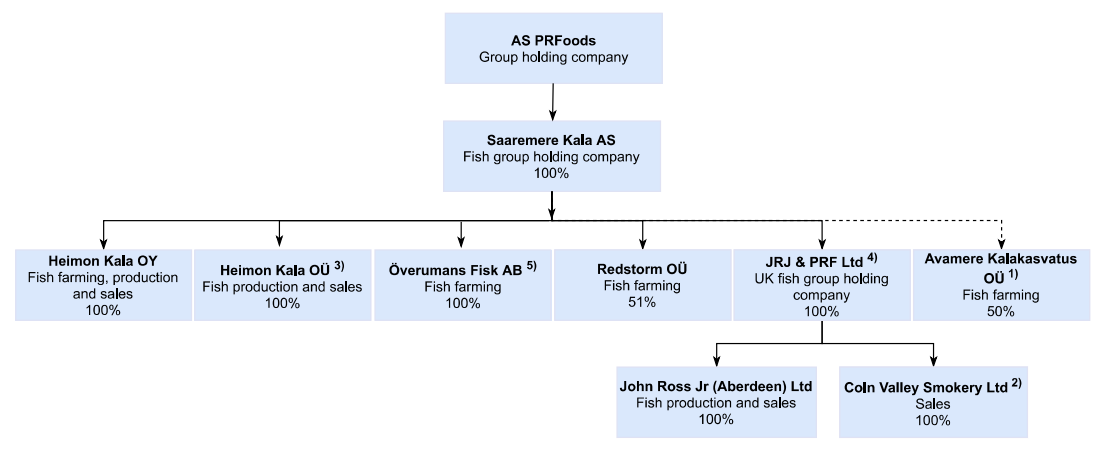 AS PRFoods
Group holding company
Saaremere Kala AS
Fish group holding company
100%
Heimon Kala OY
Fish farming, production
and sales
100%
Heimon Kala OÜ 3)
Fish production and sales
100%
Överumans Fisk AB 5)
Fish farming
100%
Redstorm OÜ
Fish farming
51%
JRJ & PRF Ltd 4)
UK fish group holding
company
100%
Avamere Kalakasvatus
OÜ 1)
Fish farming
50%
John Ross Jr (Aberdeen) Ltd
Fish production and sales
100%
Coln Valley Smokery Ltd 2)
Sales
100%